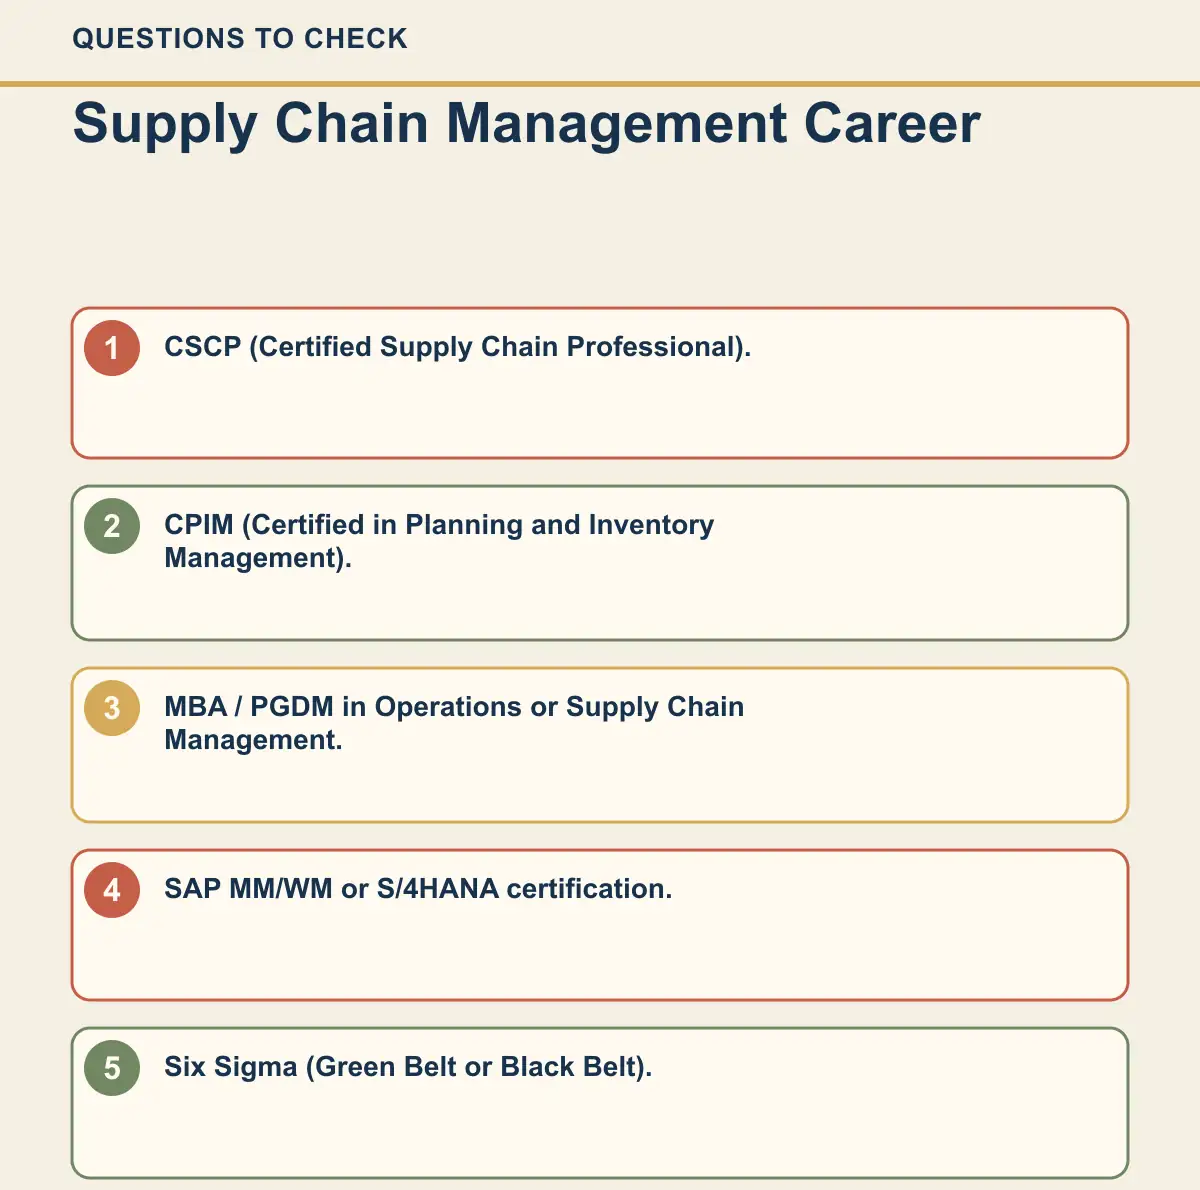 QUESTIONS TO CHECK
Supply Chain Management Career
1
CSCP (Certified Supply Chain Professional).
2
CPIM (Certified in Planning and Inventory
Management).
3
MBA / PGDM in Operations or Supply Chain
Management.
4
SAP MM/WM or S/4HANA certification.
5
Six Sigma (Green Belt or Black Belt).